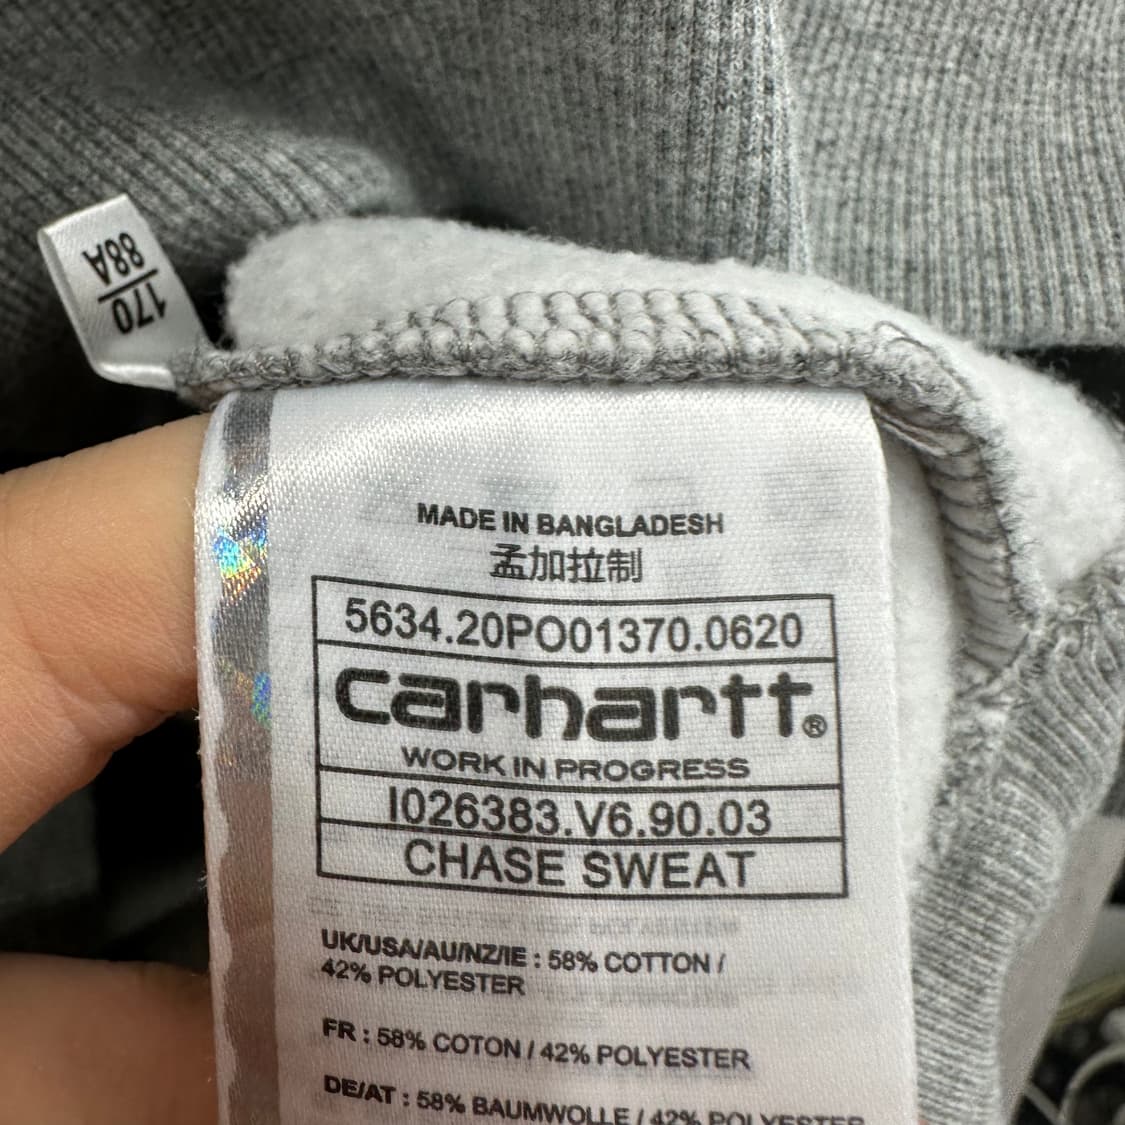 170
88A
MADE IN BANGLADESH
孟加拉制
5634.20PO01370.0620
carhartt®
WORK IN PROGRESS
I026383.V6.90.03
CHASE SWEAT
UK/USA/AU/NZ/IE : 58% COTTON /
42% POLYESTER
FR : 58% COTON / 42% POLYESTER
DE/AT : 58% BAUMWOLLE / 42% POLYESTER